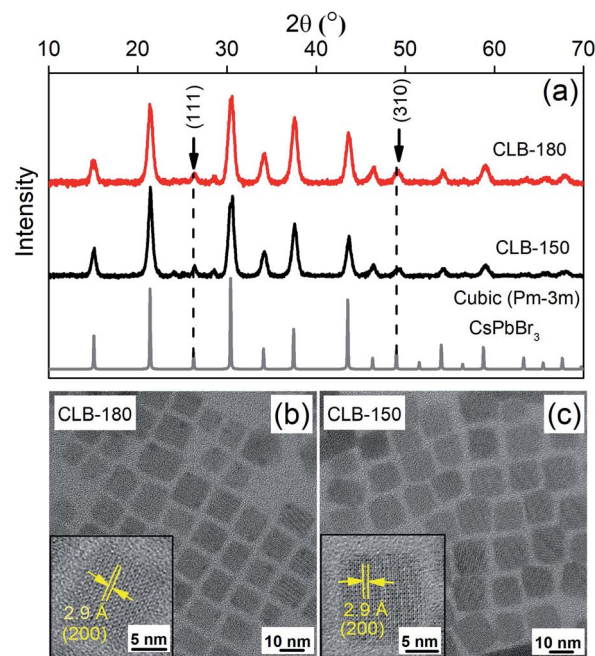 2θ (°)
10 20 30 40 50 60 70
(a)
(111)
(310)
CLB-180
CLB-150
Cubic (Pm-3m)
CsPbBr₃
Intensity
CLB-180
(b)
2.9 Å
(200)
5 nm
10 nm
CLB-150
(c)
2.9 Å
(200)
5 nm
10 nm